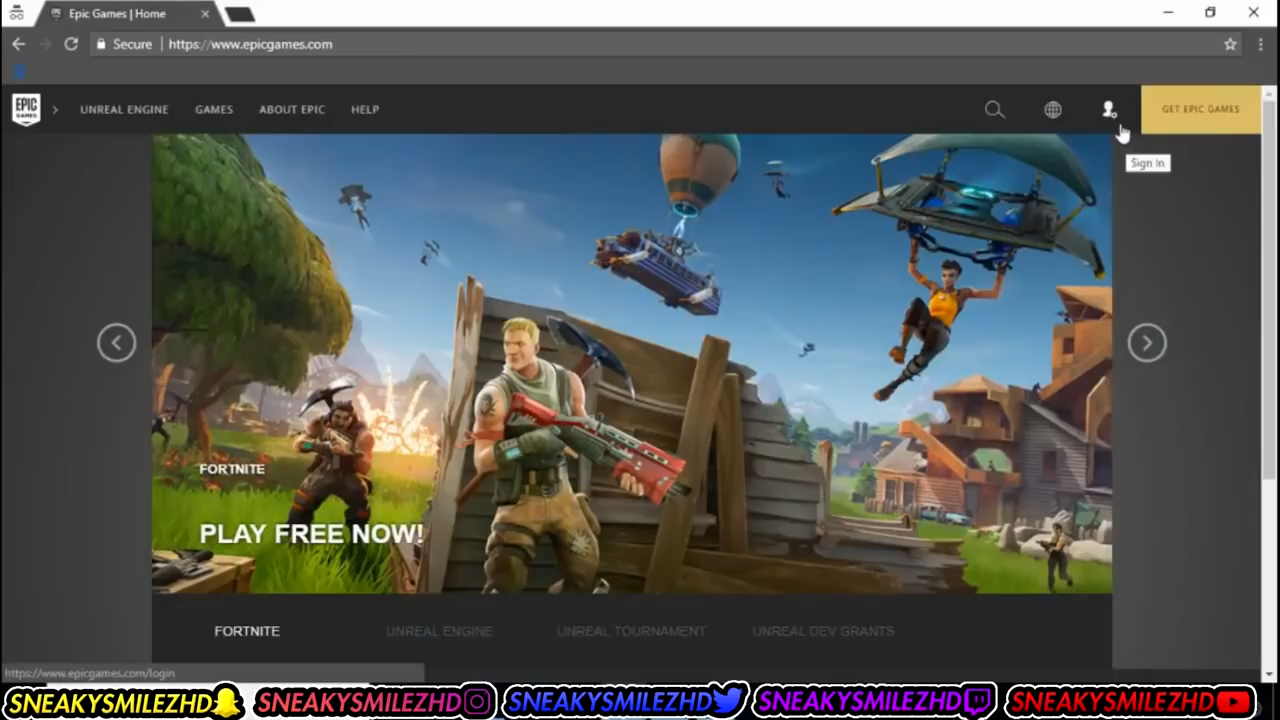 Epic Games | Home
Secure
https://www.epicgames.com
EPIC
GAMES
UNREAL ENGINE
GAMES
ABOUT EPIC
HELP
GET EPIC GAMES
Sign In
FORTNITE
PLAY FREE NOW!
FORTNITE
UNREAL ENGINE
UNREAL TOURNAMENT
UNREAL DEV GRANTS
https://www.epicgames.com/login
SNEAKYSMILEZHD
SNEAKYSMILEZHD
SNEAKYSMILEZHD
SNEAKYSMILEZHD
SNEAKYSMILEZHD